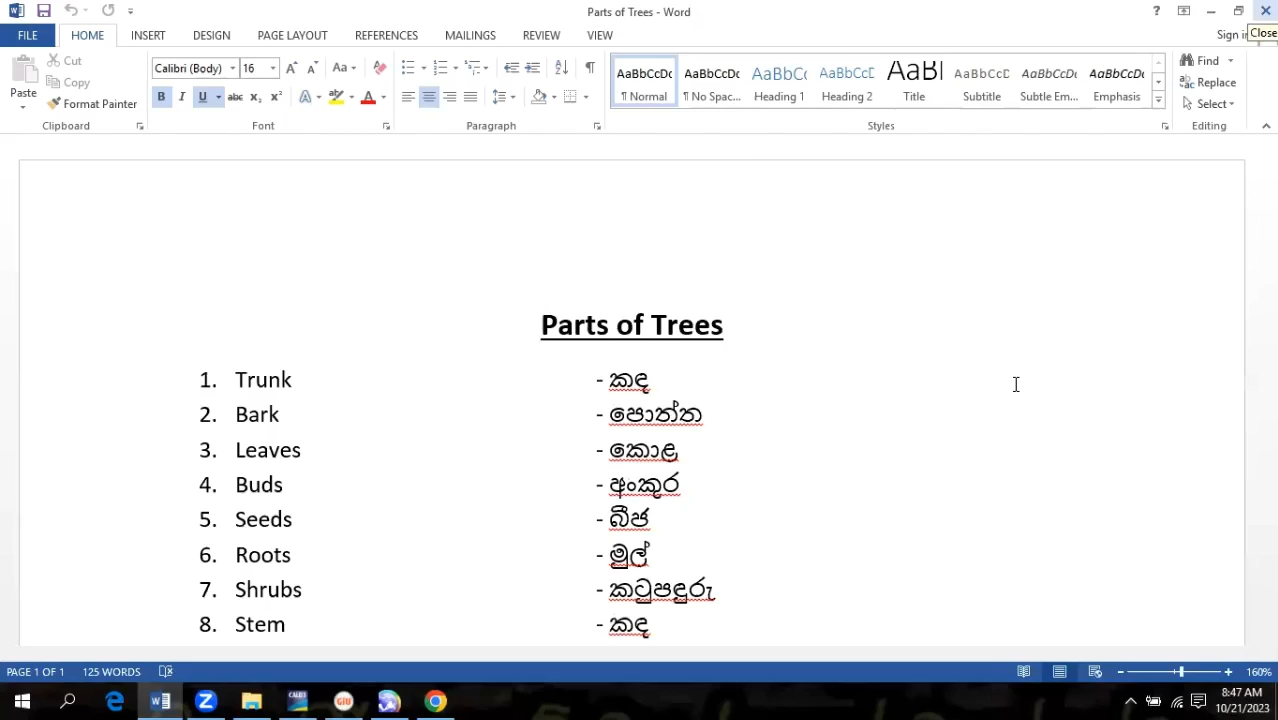 Parts of Trees - Word
Close
FILE HOME INSERT DESIGN PAGE LAYOUT REFERENCES MAILINGS REVIEW VIEW
Paste
Cut
Copy
Format Painter
Clipboard
Calibri (Body) 16
Font
Paragraph
AaBbCcDc AaBbCcDc AaBbCc AaBbCcD AaBl AaBbCcD AaBbCcDc AaBbCcDc
¶ Normal ¶ No Spac... Heading 1 Heading 2 Title Subtitle Subtle Em... Emphasis
Styles
Find
Replace
Select
Editing
Parts of Trees
1. Trunk - කඳ
2. Bark - පොත්ත
3. Leaves - කොළ
4. Buds - අංකුර
5. Seeds - බීජ
6. Roots - මුල්
7. Shrubs - කටුපඳුරු
8. Stem - කඳ
PAGE 1 OF 1 125 WORDS
160%
8:47 AM
10/21/2023